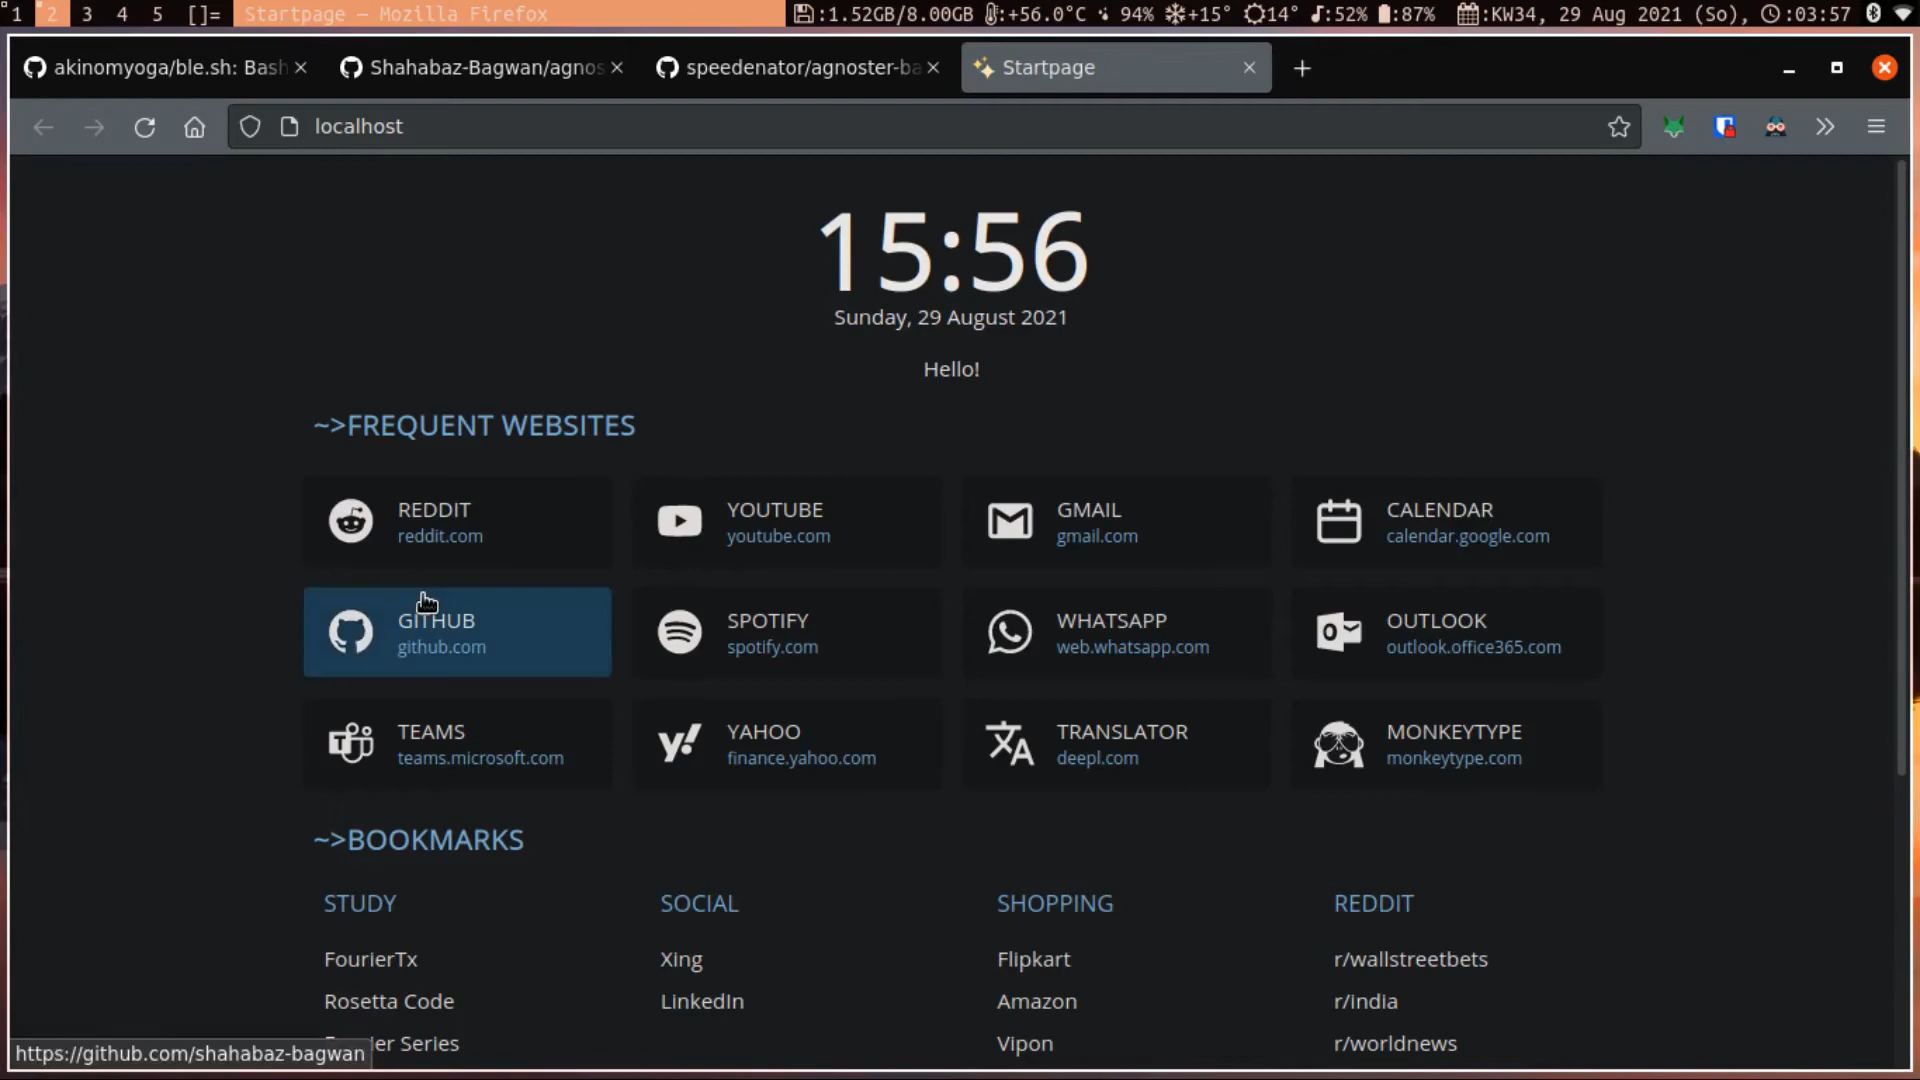 1 2 3 4 5 []= Startpage — Mozilla Firefox :1.52GB/8.00GB :+56.0°C 94% +15° 14° :52% :87% :KW34, 29 Aug 2021 (So), :03:57
akinomyoga/ble.sh: Bash Shahabaz-Bagwan/agnos speedenator/agnoster-ba Startpage
localhost
15:56
Sunday, 29 August 2021
Hello!
~>FREQUENT WEBSITES
REDDIT YOUTUBE GMAIL CALENDAR
reddit.com youtube.com gmail.com calendar.google.com
GITHUB SPOTIFY WHATSAPP OUTLOOK
github.com spotify.com web.whatsapp.com outlook.office365.com
TEAMS YAHOO TRANSLATOR MONKEYTYPE
teams.microsoft.com finance.yahoo.com deepl.com monkeytype.com
~>BOOKMARKS
STUDY SOCIAL SHOPPING REDDIT
FourierTx Xing Flipkart r/wallstreetbets
Rosetta Code LinkedIn Amazon r/india
er Series Vipon r/worldnews
https://github.com/shahabaz-bagwan